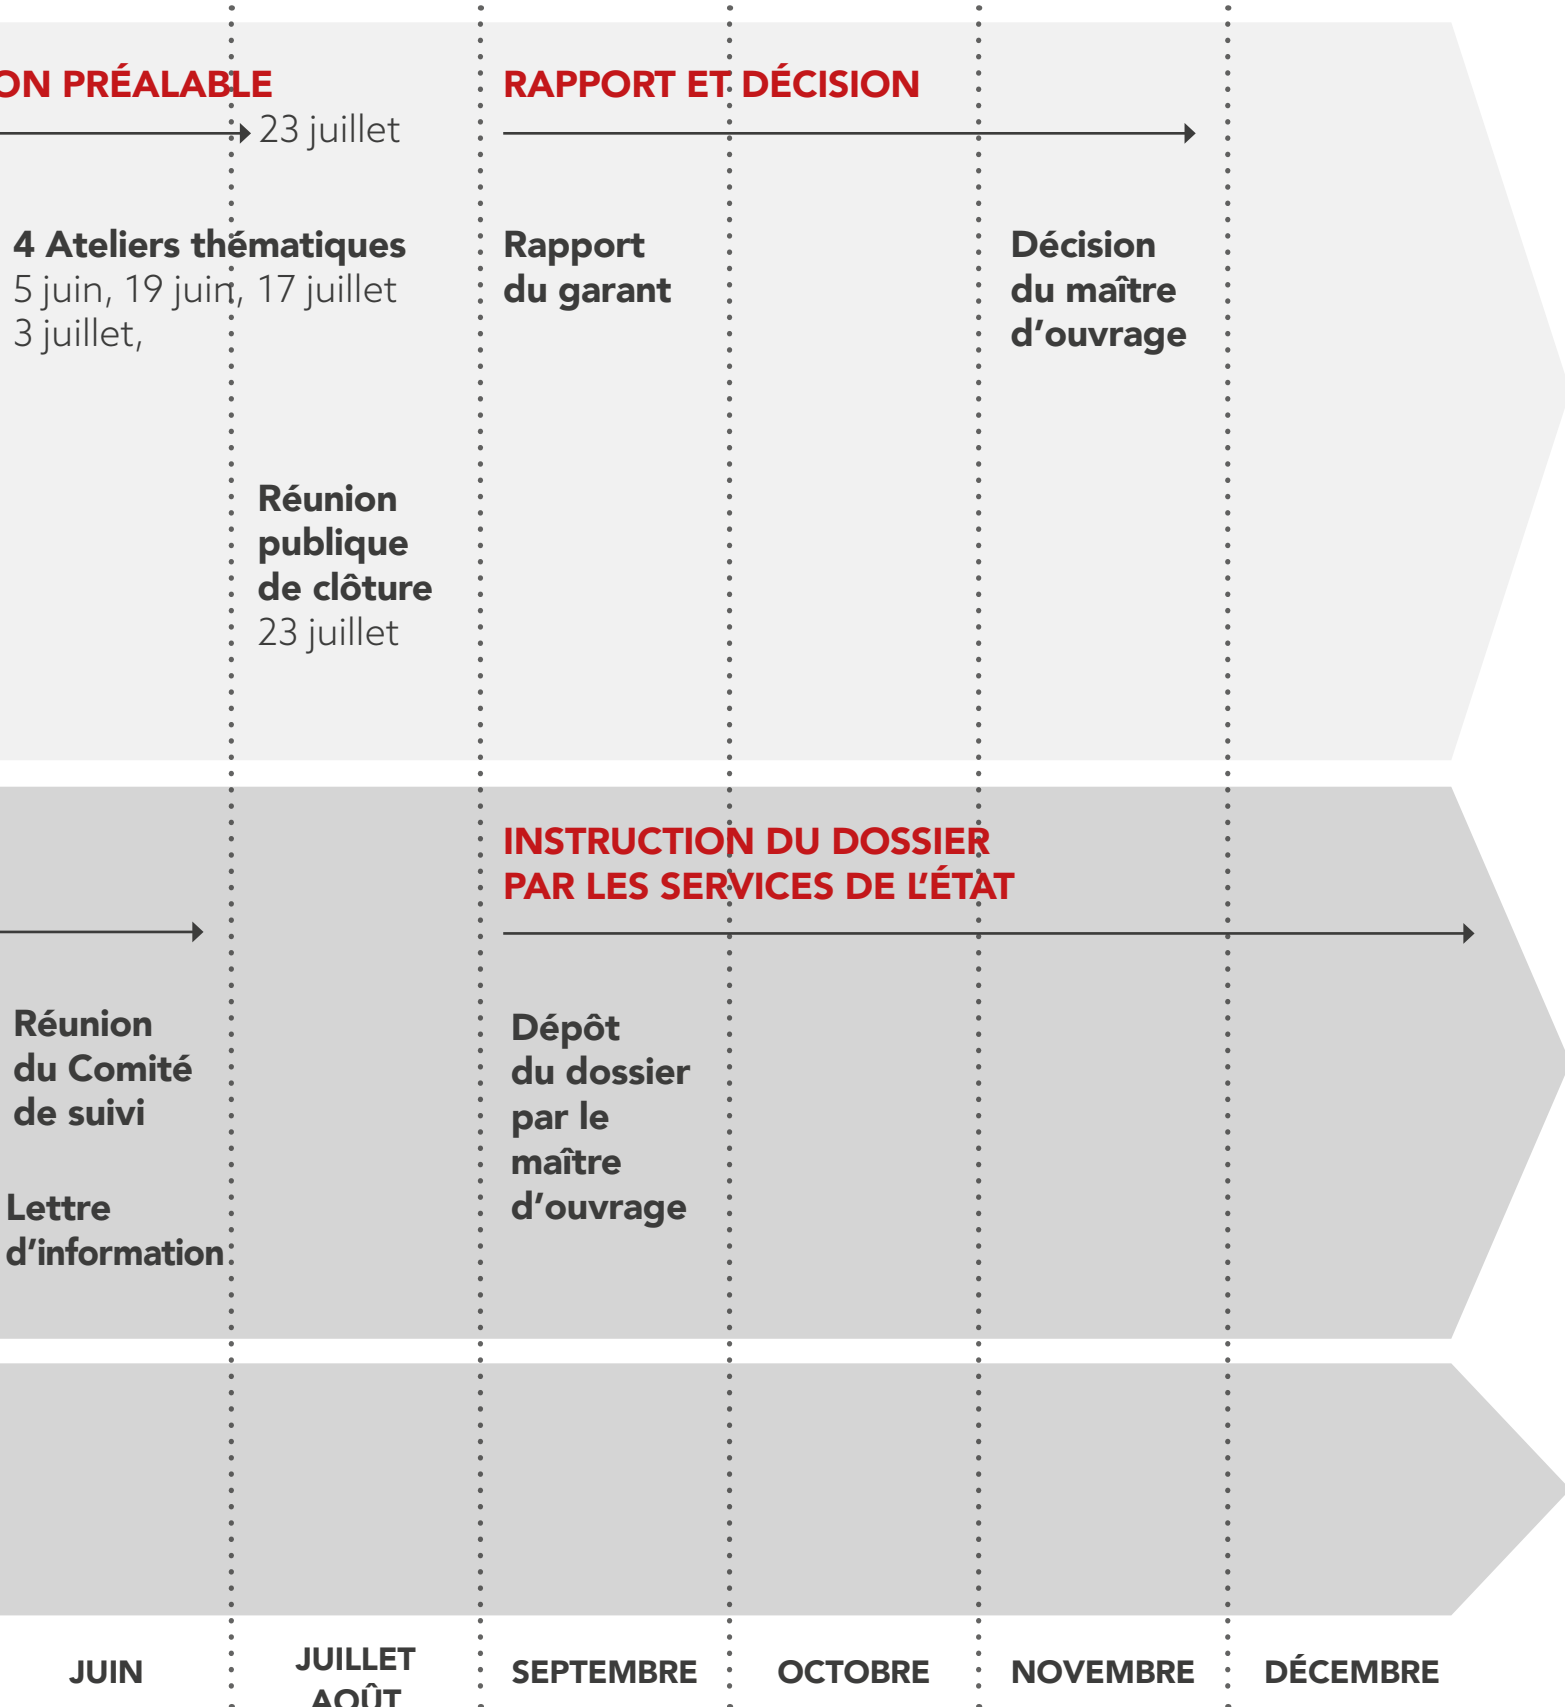 ON PRÉALABLE
23 juillet
4 Ateliers thématiques
5 juin, 19 juin, 17 juillet
3 juillet,
Réunion
publique
de clôture
23 juillet
RAPPORT ET DÉCISION
Rapport
du garant
Décision
du maître
d’ouvrage
INSTRUCTION DU DOSSIER
PAR LES SERVICES DE L’ÉTAT
Réunion
du Comité
de suivi
Lettre
d’information
Dépôt
du dossier
par le
maître
d’ouvrage
JUIN
JUILLET
AOÛT
SEPTEMBRE
OCTOBRE
NOVEMBRE
DÉCEMBRE